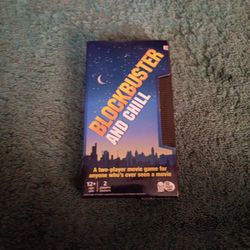 BLOCKBUSTER
AND CHILL
A two-player movie game for
anyone who's ever seen a movie
12+
2